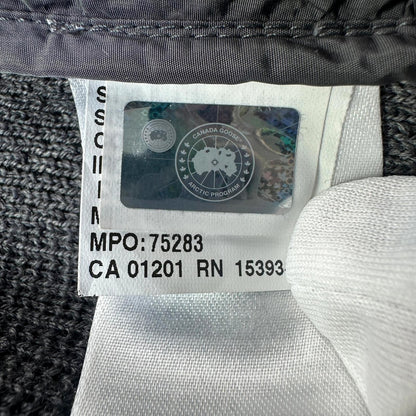 CANADA GOOSE
ARCTIC PROGRAM
MPO: 75283
CA 01201 RN 15393